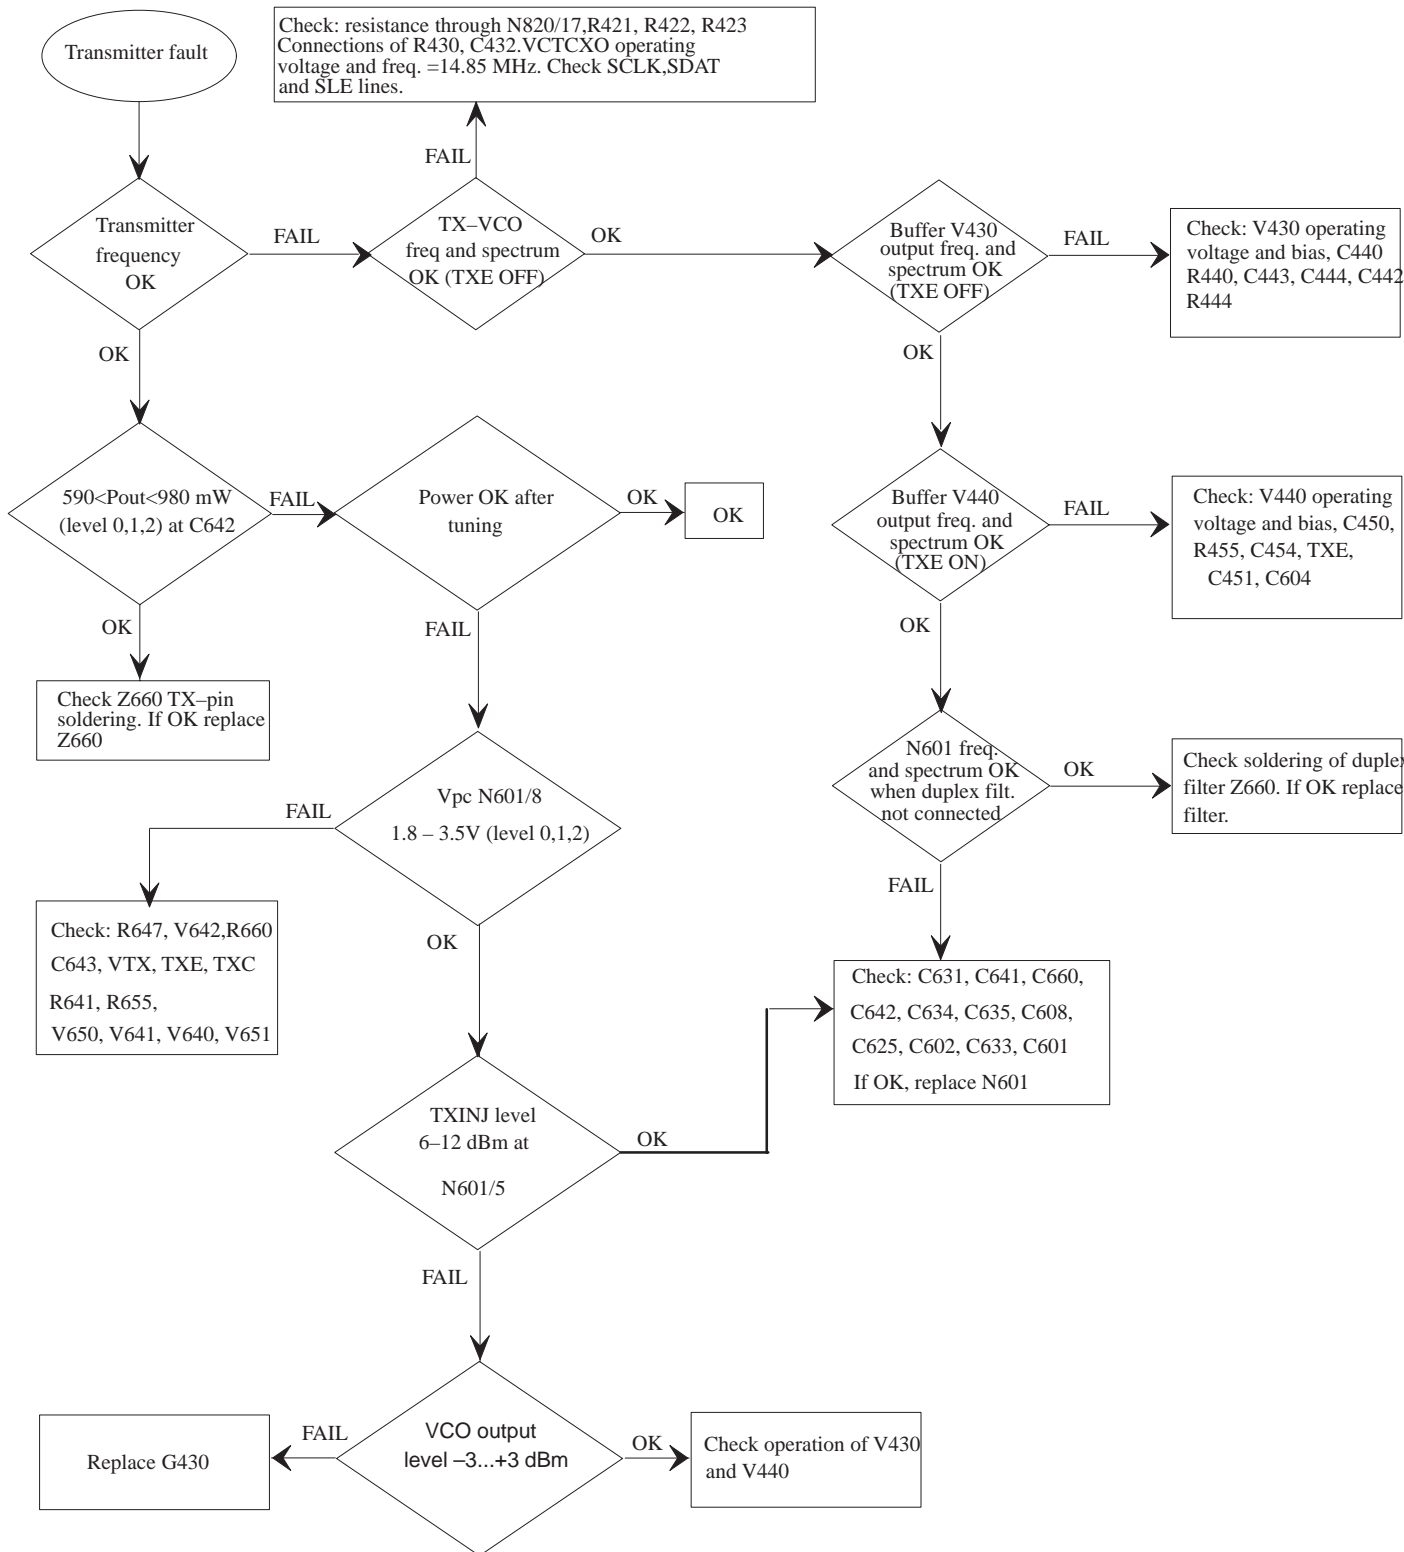 Transmitter fault
Check: resistance through N820/17,R421, R422, R423
Connections of R430, C432.VCTCXO operating
voltage and freq. =14.85 MHz. Check SCLK,SDAT
and SLE lines.
FAIL
Transmitter
frequency
OK
FAIL
TX–VCO
freq and spectrum
OK (TXE OFF)
OK
Buffer V430
output freq. and
spectrum OK
(TXE OFF)
FAIL
Check: V430 operating
voltage and bias, C440
R440, C443, C444, C442
R444
OK
OK
590<Pout<980 mW
(level 0,1,2) at C642
FAIL
Power OK after
tuning
OK
OK
Buffer V440
output freq. and
spectrum OK
(TXE ON)
FAIL
Check: V440 operating
voltage and bias, C450,
R455, C454, TXE,
C451, C604
OK
FAIL
OK
Check Z660 TX–pin
soldering. If OK replace
Z660
N601 freq.
and spectrum OK
when duplex filt.
not connected
OK
Check soldering of duplex
filter Z660. If OK replace
filter.
FAIL
Vpc N601/8
1.8 – 3.5V (level 0,1,2)
FAIL
Check: R647, V642,R660
C643, VTX, TXE, TXC
R641, R655,
V650, V641, V640, V651
OK
Check: C631, C641, C660,
C642, C634, C635, C608,
C625, C602, C633, C601
If OK, replace N601
TXINJ level
6–12 dBm at
N601/5
OK
FAIL
Replace G430
FAIL
VCO output
level –3...+3 dBm
OK
Check operation of V430
and V440